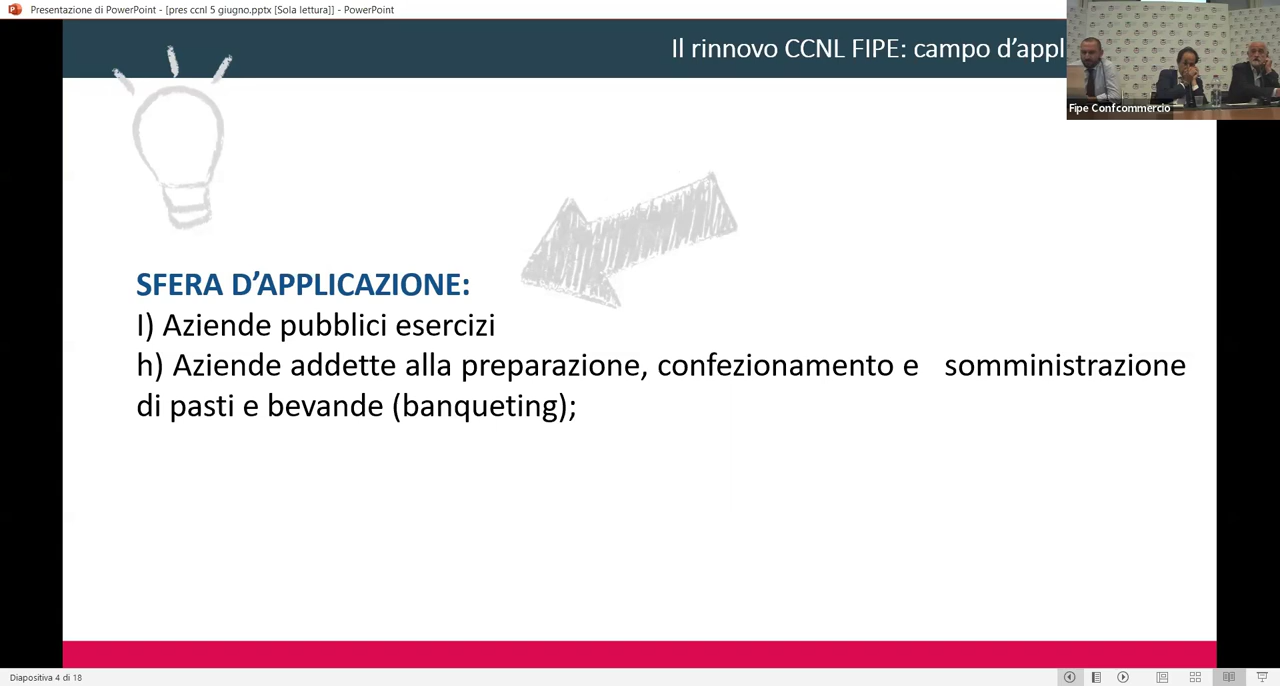 Presentazione di PowerPoint - [pres ccnl 5 giugno.pptx [Sola lettura]] - PowerPoint
Il rinnovo CCNL FIPE: campo d’appl
Fipe Confcommercio
SFERA D’APPLICAZIONE:
I) Aziende pubblici esercizi
h) Aziende addette alla preparazione, confezionamento e somministrazione
di pasti e bevande (banqueting);
Diapositiva 4 di 18